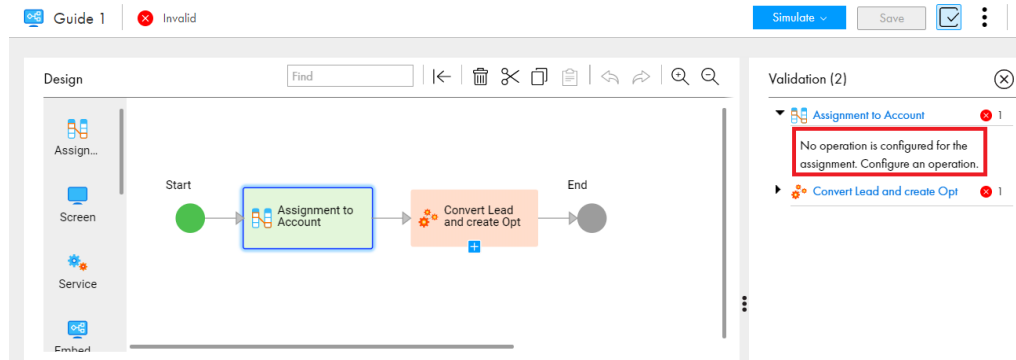 Guide 1
Invalid
Simulate
Save
Design
Find
Validation (2)
Assign...
Screen
Service
Embed
Start
Assignment to
Account
Convert Lead
and create Opt
End
Assignment to Account
1
No operation is configured for the
assignment. Configure an operation.
Convert Lead and create Opt
1